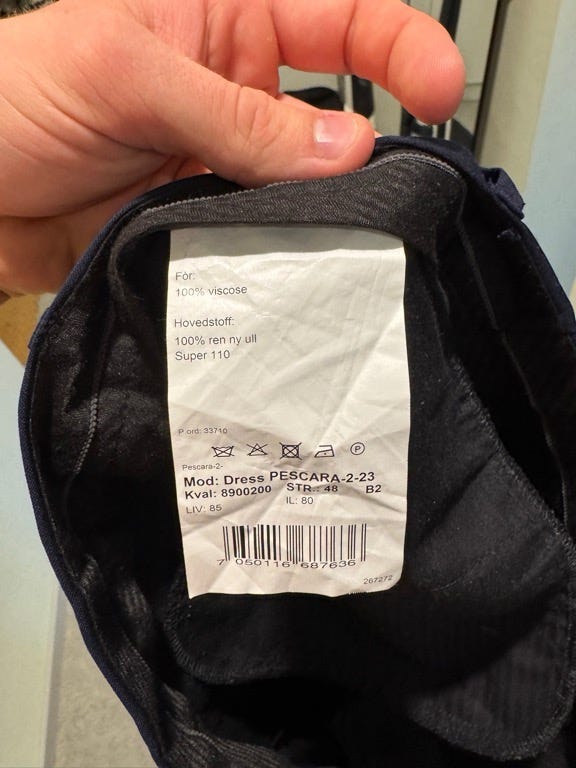 Fòr:
100% viscose
Hovedstoff:
100% ren ny ull
Super 110
P ord: 33710
P
Pescara-2-
Mod: Dress PESCARA-2-23
Kval: 8900200 STR.: 48 B2
LIV: 85 IL: 80
7 050116 687636
267272